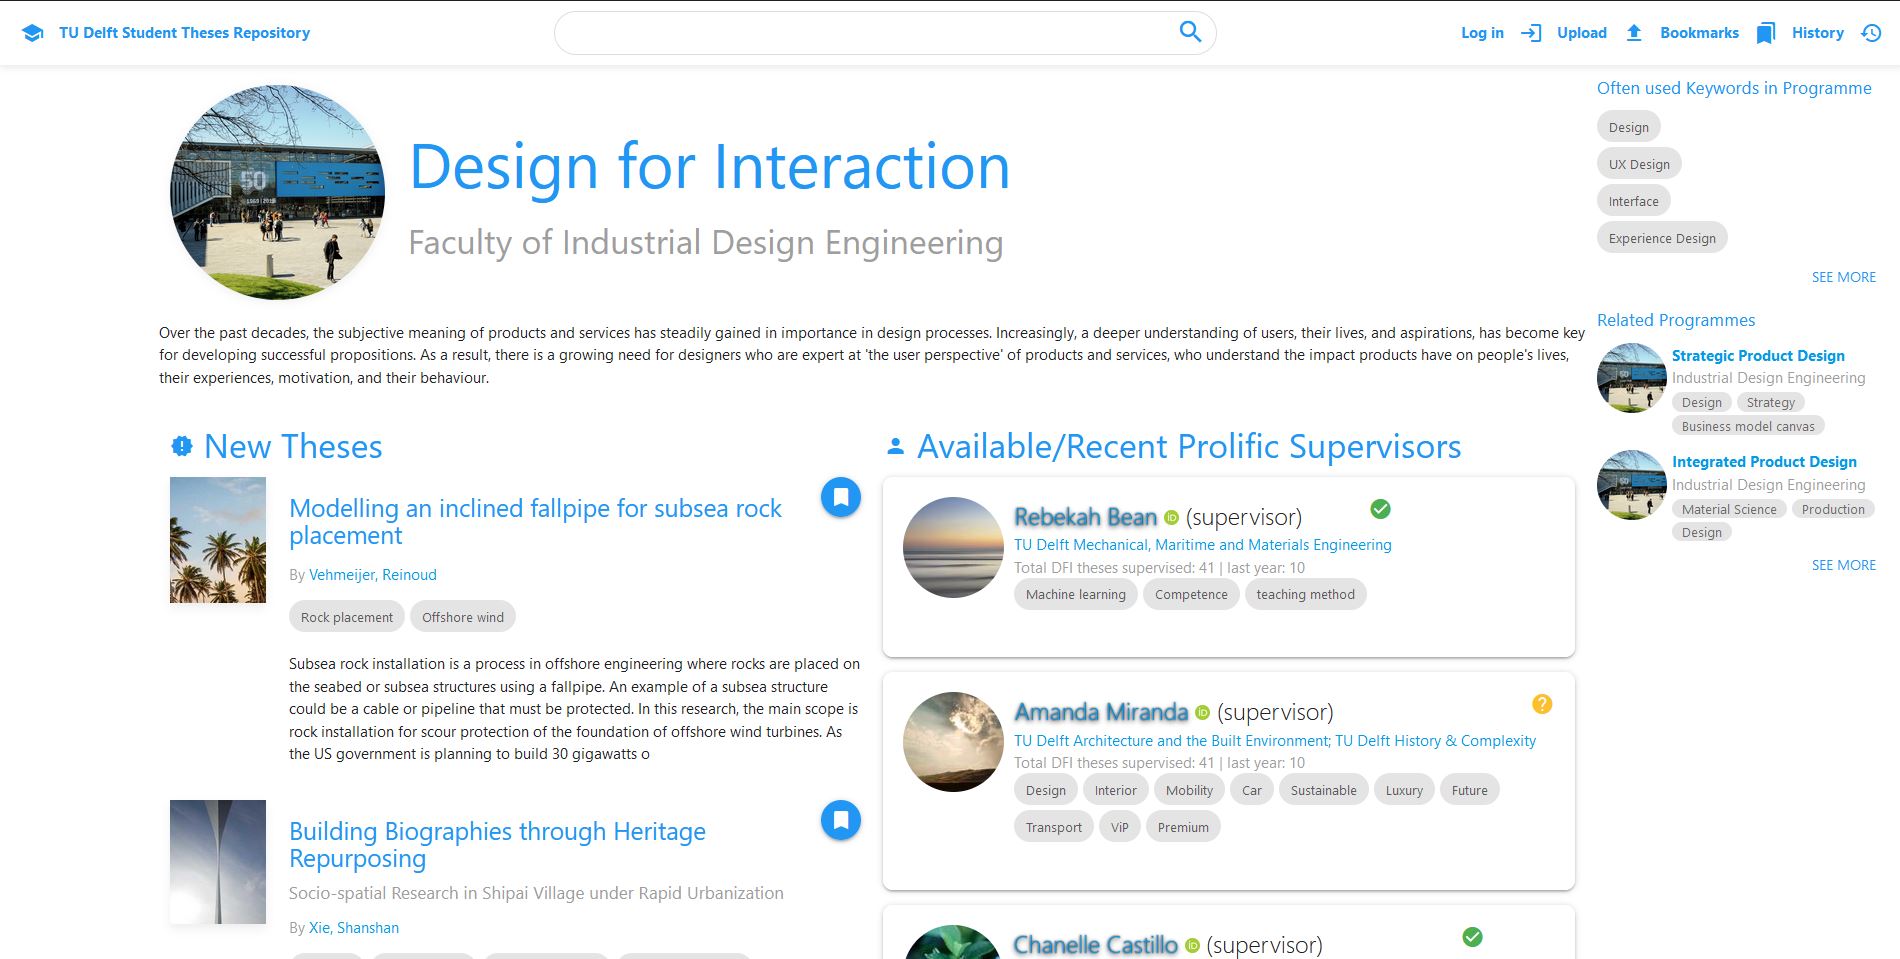 TU Delft Student Theses Repository
Log in
Upload
Bookmarks
History
Design for Interaction
Faculty of Industrial Design Engineering
Over the past decades, the subjective meaning of products and services has steadily gained in importance in design processes. Increasingly, a deeper understanding of users, their lives, and aspirations, has become key
for developing successful propositions. As a result, there is a growing need for designers who are expert at 'the user perspective' of products and services, who understand the impact products have on people's lives,
their experiences, motivation, and their behaviour.
New Theses
Modelling an inclined fallpipe for subsea rock
placement
By Vehmeijer, Reinoud
Rock placement
Offshore wind
Subsea rock installation is a process in offshore engineering where rocks are placed on
the seabed or subsea structures using a fallpipe. An example of a subsea structure
could be a cable or pipeline that must be protected. In this research, the main scope is
rock installation for scour protection of the foundation of offshore wind turbines. As
the US government is planning to build 30 gigawatts o
Building Biographies through Heritage
Repurposing
Socio-spatial Research in Shipai Village under Rapid Urbanization
By Xie, Shanshan
Available/Recent Prolific Supervisors
Rebekah Bean iD (supervisor)
TU Delft Mechanical, Maritime and Materials Engineering
Total DFI theses supervised: 41 | last year: 10
Machine learning
Competence
teaching method
Amanda Miranda iD (supervisor)
TU Delft Architecture and the Built Environment; TU Delft History & Complexity
Total DFI theses supervised: 41 | last year: 10
Design
Interior
Mobility
Car
Sustainable
Luxury
Future
Transport
ViP
Premium
Chanelle Castillo iD (supervisor)
Often used Keywords in Programme
Design
UX Design
Interface
Experience Design
SEE MORE
Related Programmes
Strategic Product Design
Industrial Design Engineering
Design
Strategy
Business model canvas
Integrated Product Design
Industrial Design Engineering
Material Science
Production
Design
SEE MORE